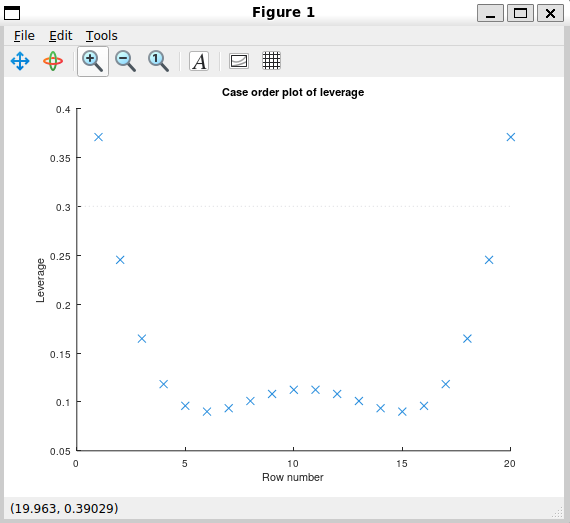 Figure 1
File Edit Tools
1 A
Case order plot of leverage
0.4
0.35
0.3
0.25
0.2
0.15
0.1
0.05
Leverage
0 5 10 15 20
Row number
(19.963, 0.39029)